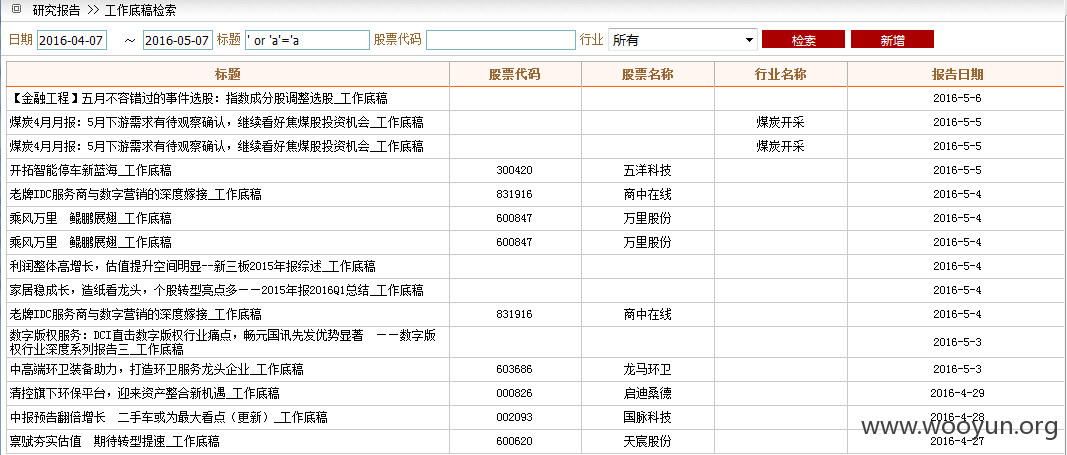 研究报告 >> 工作底稿检索
日期 2016-04-07 ~ 2016-05-07 标题 ' or 'a'='a 股票代码 行业 所有 检索 新增
标题 股票代码 股票名称 行业名称 报告日期
【金融工程】五月不容错过的事件选股：指数成分股调整选股_工作底稿 2016-5-6
煤炭4月月报：5月下游需求有待观察确认，继续看好焦煤股投资机会_工作底稿 煤炭开采 2016-5-5
煤炭4月月报：5月下游需求有待观察确认，继续看好焦煤股投资机会_工作底稿 煤炭开采 2016-5-5
开拓智能停车新蓝海_工作底稿 300420 五洋科技 2016-5-5
老牌IDC服务商与数字营销的深度嫁接_工作底稿 831916 商中在线 2016-5-4
乘风万里 鲲鹏展翅_工作底稿 600847 万里股份 2016-5-4
乘风万里 鲲鹏展翅_工作底稿 600847 万里股份 2016-5-4
利润整体高增长，估值提升空间明显--新三板2015年报综述_工作底稿 2016-5-4
家居稳成长，造纸看龙头，个股转型亮点多——2015年报2016Q1总结_工作底稿 2016-5-4
老牌IDC服务商与数字营销的深度嫁接_工作底稿 831916 商中在线 2016-5-4
数字版权服务：DCI直击数字版权行业痛点，畅元国讯先发优势显著 ——数字版
权行业深度系列报告三_工作底稿 2016-5-3
中高端环卫装备助力，打造环卫服务龙头企业_工作底稿 603686 龙马环卫 2016-5-3
清控旗下环保平台，迎来资产整合新机遇_工作底稿 000826 启迪桑德 2016-4-29
中报预告翻倍增长 二手车或为最大看点（更新）_工作底稿 002093 国脉科技 2016-4-28
禀赋夯实估值 期待转型提速_工作底稿 600620 天宸股份 2016-4-27
www.wooyun.org